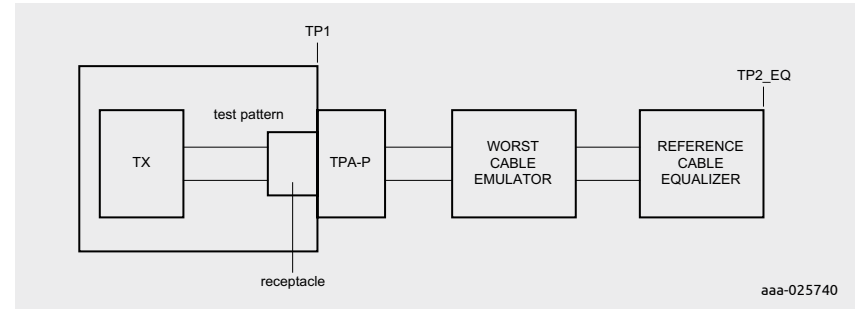 TP1
TP2_EQ
test pattern
TX
TPA-P
WORST
CABLE
EMULATOR
REFERENCE
CABLE
EQUALIZER
receptacle
aaa-025740